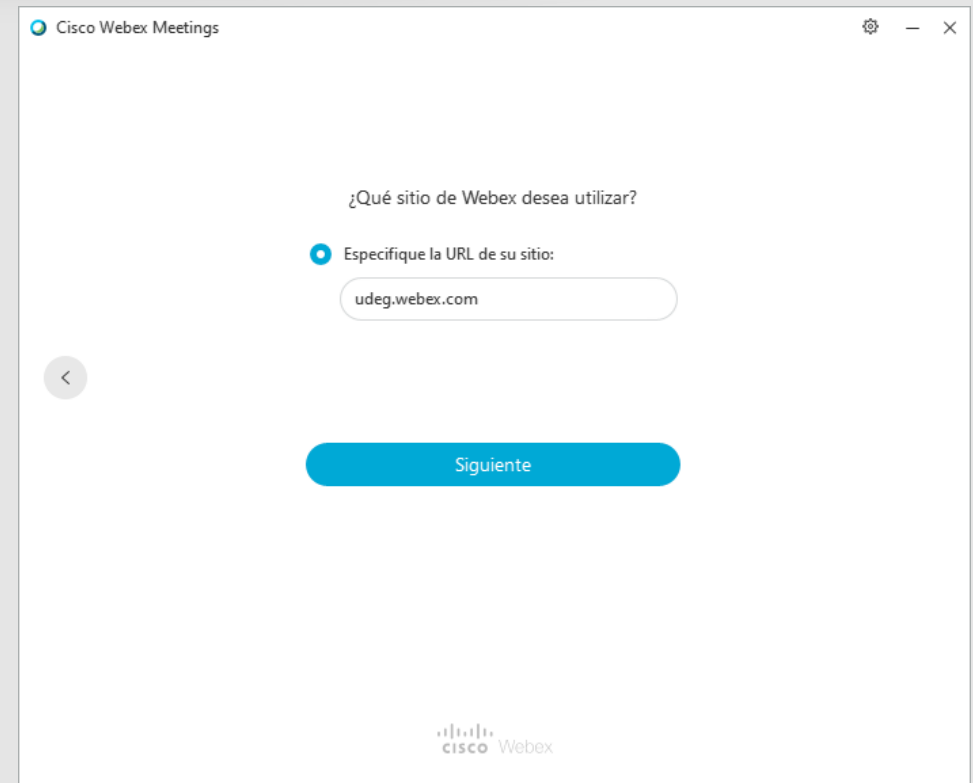 Cisco Webex Meetings
¿Qué sitio de Webex desea utilizar?
Especifique la URL de su sitio:
udeg.webex.com
Siguiente
CISCO Webex